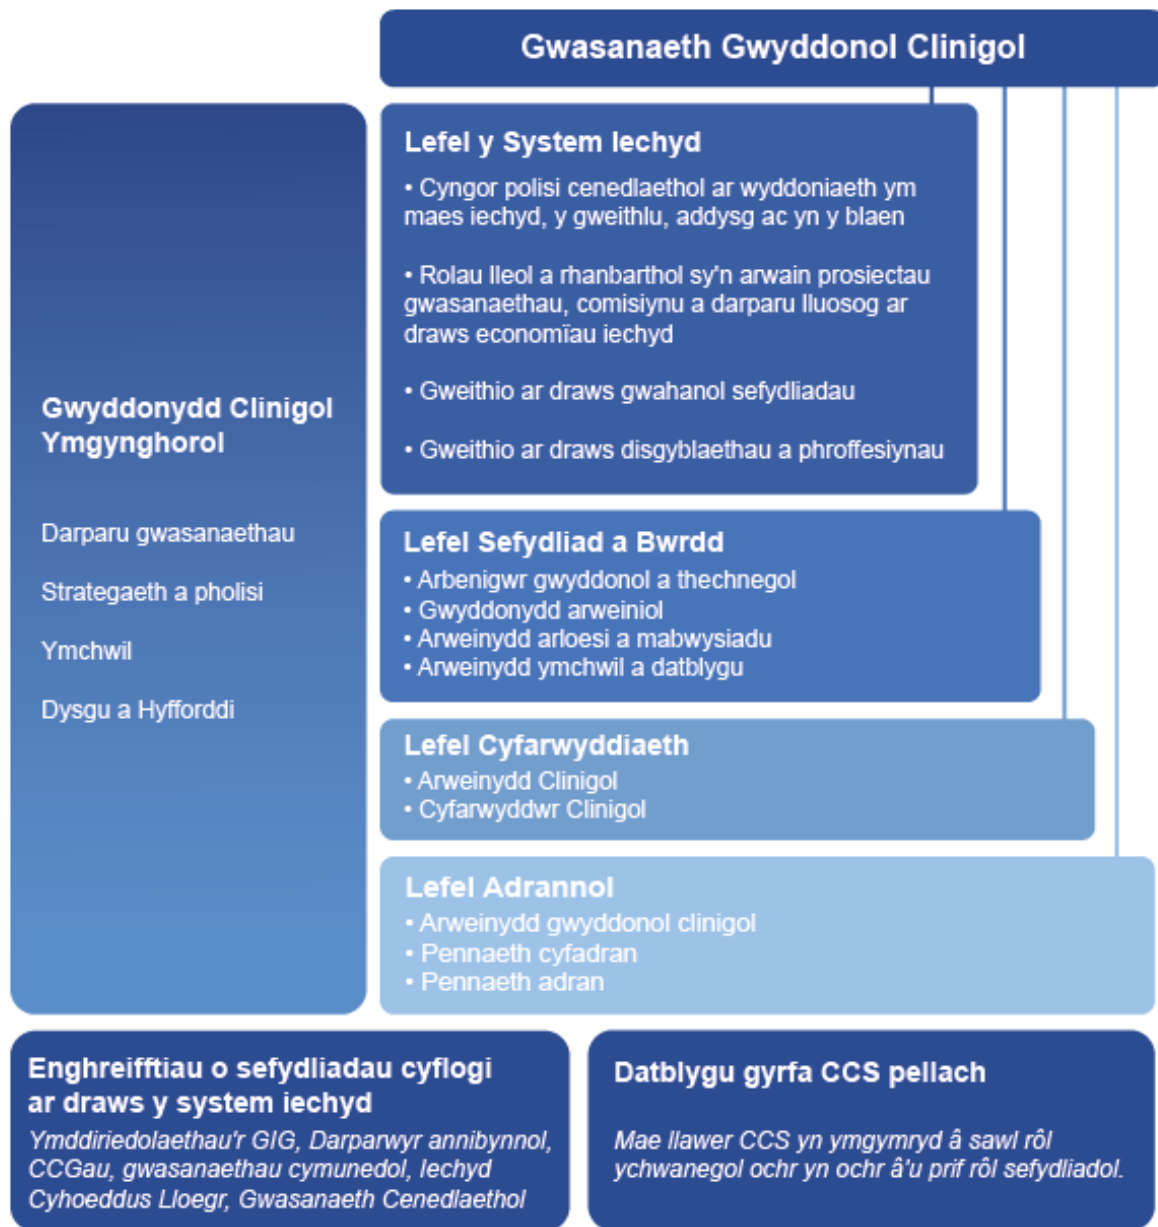 Gwasanaeth Gwyddonol Clinigol
Gwyddonydd Clinigol
Ymgynghorol
Darparu gwasanaethau
Strategaeth a pholisi
Ymchwil
Dysgu a Hyfforddi
Lefel y System Iechyd
• Cyngor polisi cenedlaethol ar wyddoniaeth ym
maes iechyd, y gweithlu, addysg ac yn y blaen
• Rolau lleol a rhanbarthol sy'n arwain prosiectau
gwasanaethau, comisiynu a darparu lluosog ar
draws economïau iechyd
• Gweithio ar draws gwahanol sefydliadau
• Gweithio ar draws disgyblaethau a phroffesiynau
Lefel Sefydliad a Bwrdd
• Arbenigwr gwyddonol a thechnegol
• Gwyddonydd arweiniol
• Arweinydd arloesi a mabwysiadu
• Arweinydd ymchwil a datblygu
Lefel Cyfarwyddiaeth
• Arweinydd Clinigol
• Cyfarwyddwr Clinigol
Lefel Adrannol
• Arweinydd gwyddonol clinigol
• Pennaeth cyfadran
• Pennaeth adran
Enghreifftiau o sefydliadau cyflogi
ar draws y system iechyd
Ymddiriedolaethau'r GIG, Darparwyr annibynnol,
CCGau, gwasanaethau cymunedol, Iechyd
Cyhoeddus Lloegr, Gwasanaeth Cenedlaethol
Datblygu gyrfa CCS pellach
Mae llawer CCS yn ymgymryd â sawl rôl
ychwanegol ochr yn ochr â'u prif rôl sefydliadol.